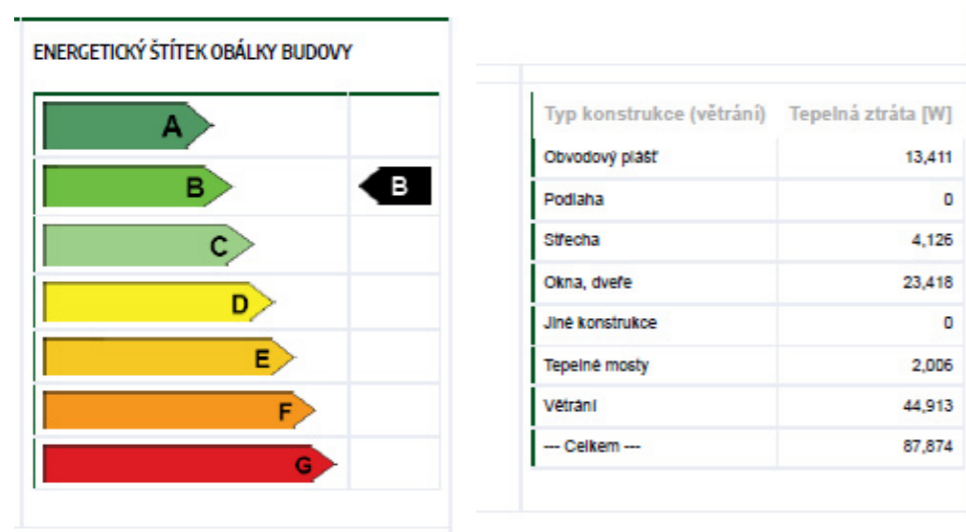 ENERGETICKÝ ŠTÍTEK OBÁLKY BUDOVY
A
B B
C
D
E
F
G
Typ konstrukce (větrání) Tepelná ztráta [W]
Obvodový plášť 13,411
Podlaha 0
Střecha 4,126
Okna, dveře 23,418
Jiné konstrukce 0
Tepelné mosty 2,006
Větrání 44,913
--- Celkem --- 87,874